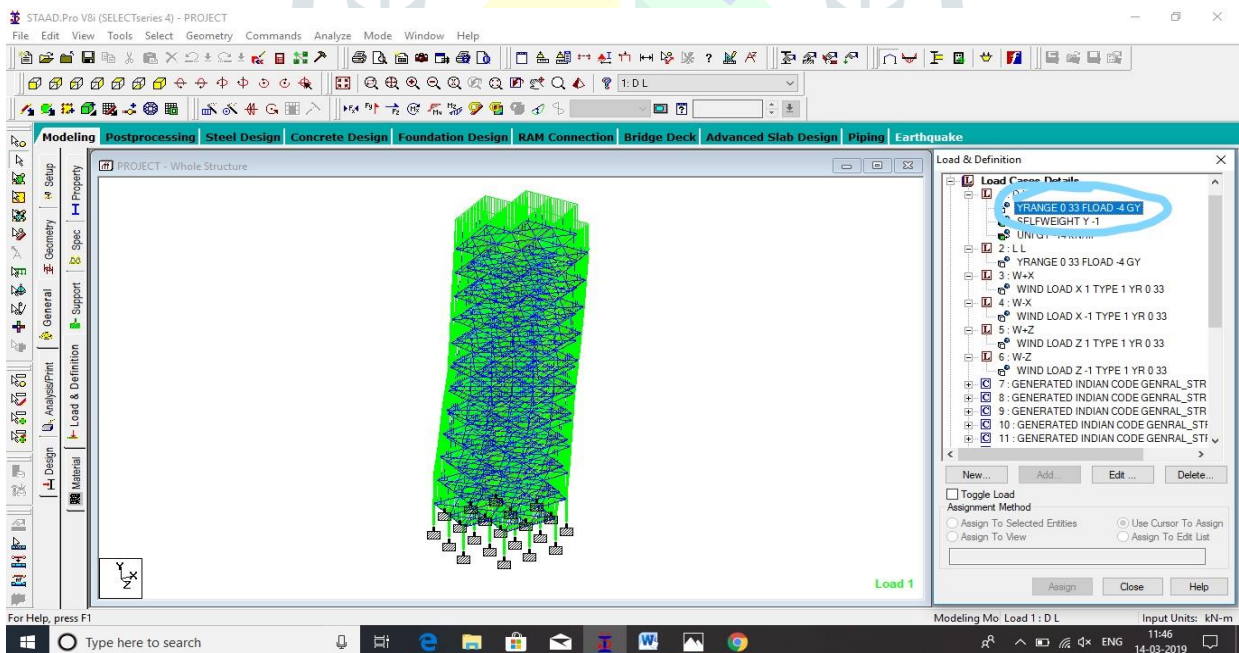 STAAD.Pro V8i (SELECTseries 4) - PROJECT
File Edit View Tools Select Geometry Commands Analyze Mode Window Help
1: D L
Modeling Postprocessing Steel Design Concrete Design Foundation Design RAM Connection Bridge Deck Advanced Slab Design Piping Earthquake
Setup
Geometry
General
Analysis/Print
Design
Property
Spec
Support
Load & Definition
Material
PROJECT - Whole Structure
Y
X
Z
Load 1
Load & Definition
Load Cases Details
YRANGE 0 33 FLOAD -4 GY
SELFWEIGHT Y -1
2 : L L
YRANGE 0 33 FLOAD -4 GY
3 : W+X
WIND LOAD X 1 TYPE 1 YR 0 33
4 : W-X
WIND LOAD X -1 TYPE 1 YR 0 33
5 : W+Z
WIND LOAD Z 1 TYPE 1 YR 0 33
6 : W-Z
WIND LOAD Z -1 TYPE 1 YR 0 33
7 : GENERATED INDIAN CODE GENRAL_STR
8 : GENERATED INDIAN CODE GENRAL_STR
9 : GENERATED INDIAN CODE GENRAL_STR
10 : GENERATED INDIAN CODE GENRAL_STF
11 : GENERATED INDIAN CODE GENRAL_STF
New... Add... Edit ... Delete...
Toggle Load
Assignment Method
Assign To Selected Entities Use Cursor To Assign
Assign To View Assign To Edit List
Assign Close Help
For Help, press F1
Modeling Mo Load 1 : D L Input Units: kN-m
Type here to search
ENG
11:46
14-03-2019